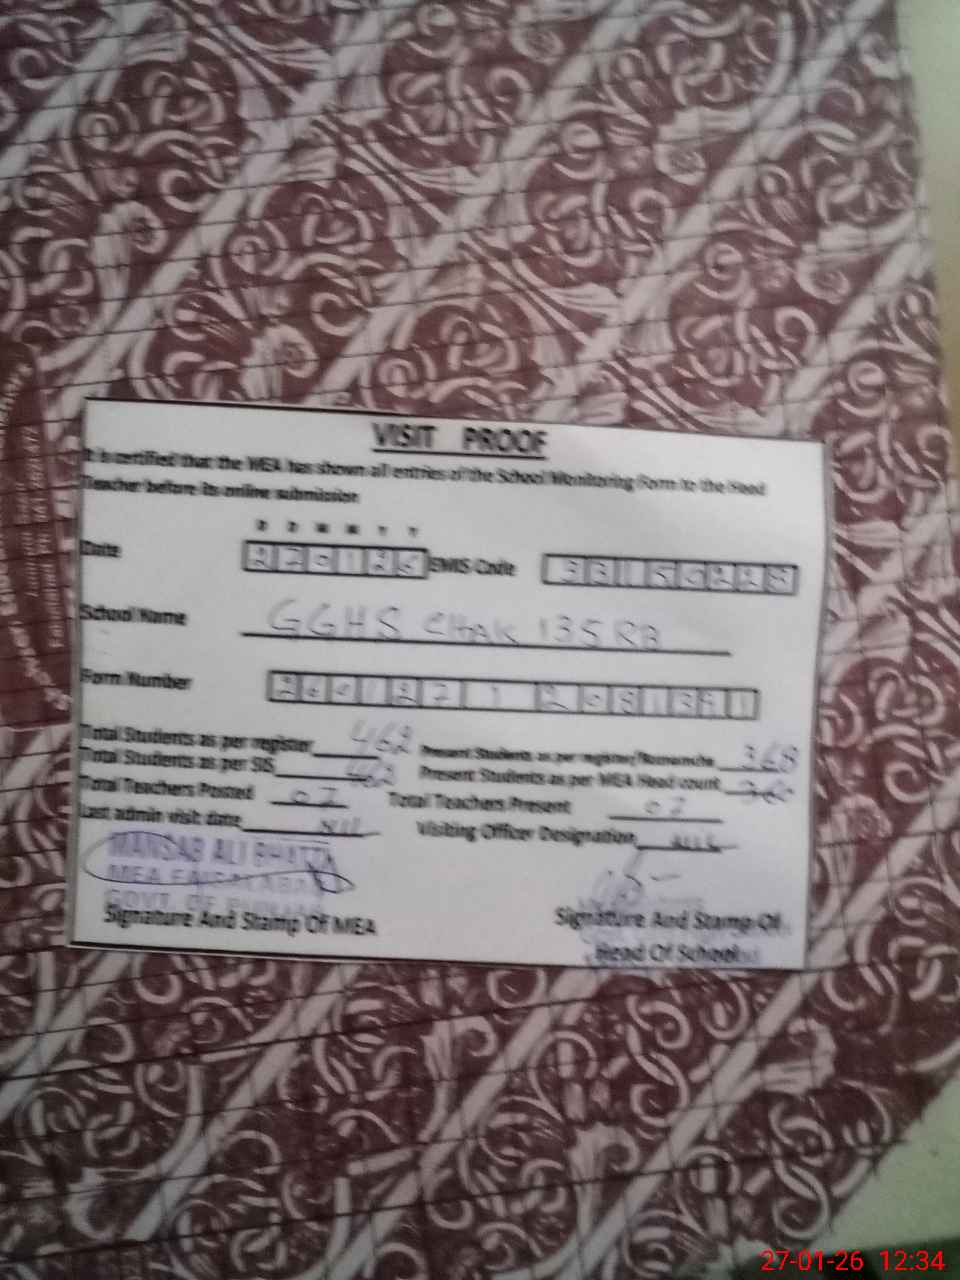 VISIT PROOF
It is certified that the MEA has shown all entries of the School Monitoring Form to the Head
Teacher before its online submission
D D M M Y Y
Date 270126 EMIS Code
School Name GGHS CHAK 135 RB
Form Number
Total Students as per register 462 Present Students as per register 368
Total Students as per SIS 462 Present Students as per MEA Head count
Total Teachers Posted 07 Total Teachers Present 07
Last admin visit date NIL Visiting Officer Designation NIL
MANSAB ALI BHATTI
MEA FAISALABAD
GOVT. OF PUNJAB
Signature And Stamp Of MEA Signature And Stamp Of
Head Of School
27-01-26 12:34